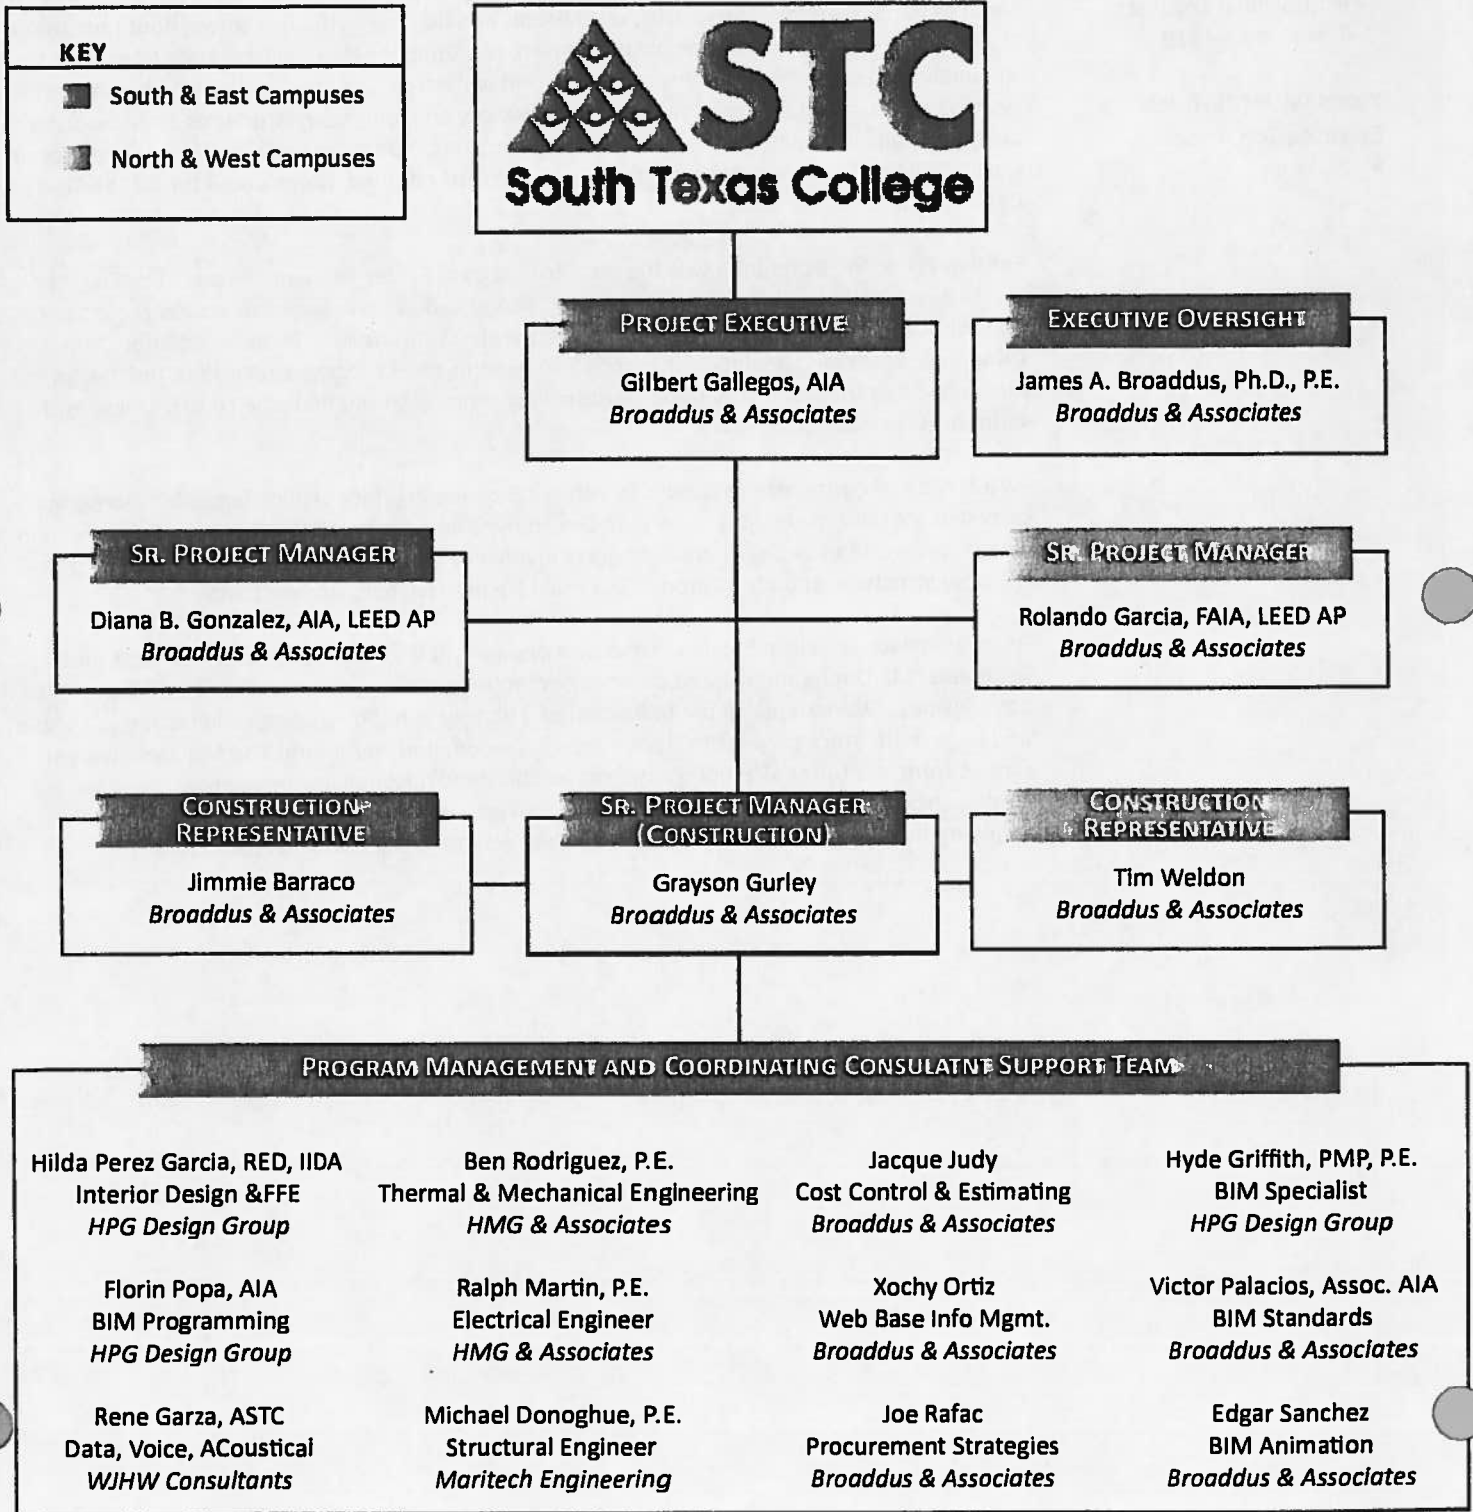 KEY
South & East Campuses
North & West Campuses
STC
South Texas College
PROJECT EXECUTIVE
Gilbert Gallegos, AIA
Broaddus & Associates
EXECUTIVE OVERSIGHT
James A. Broaddus, Ph.D., P.E.
Broaddus & Associates
SR. PROJECT MANAGER
Diana B. Gonzalez, AIA, LEED AP
Broaddus & Associates
SR. PROJECT MANAGER
Rolando Garcia, FAIA, LEED AP
Broaddus & Associates
CONSTRUCTION
REPRESENTATIVE
Jimmie Barraco
Broaddus & Associates
SR. PROJECT MANAGER
(CONSTRUCTION)
Grayson Gurley
Broaddus & Associates
CONSTRUCTION
REPRESENTATIVE
Tim Weldon
Broaddus & Associates
PROGRAM MANAGEMENT AND COORDINATING CONSULATNT SUPPORT TEAM
Hilda Perez Garcia, RED, IIDA
Interior Design &FFE
HPG Design Group
Ben Rodriguez, P.E.
Thermal & Mechanical Engineering
HMG & Associates
Jacque Judy
Cost Control & Estimating
Broaddus & Associates
Hyde Griffith, PMP, P.E.
BIM Specialist
HPG Design Group
Florin Popa, AIA
BIM Programming
HPG Design Group
Ralph Martin, P.E.
Electrical Engineer
HMG & Associates
Xochy Ortiz
Web Base Info Mgmt.
Broaddus & Associates
Victor Palacios, Assoc. AIA
BIM Standards
Broaddus & Associates
Rene Garza, ASTC
Data, Voice, ACoustical
WJHW Consultants
Michael Donoghue, P.E.
Structural Engineer
Maritech Engineering
Joe Rafac
Procurement Strategies
Broaddus & Associates
Edgar Sanchez
BIM Animation
Broaddus & Associates